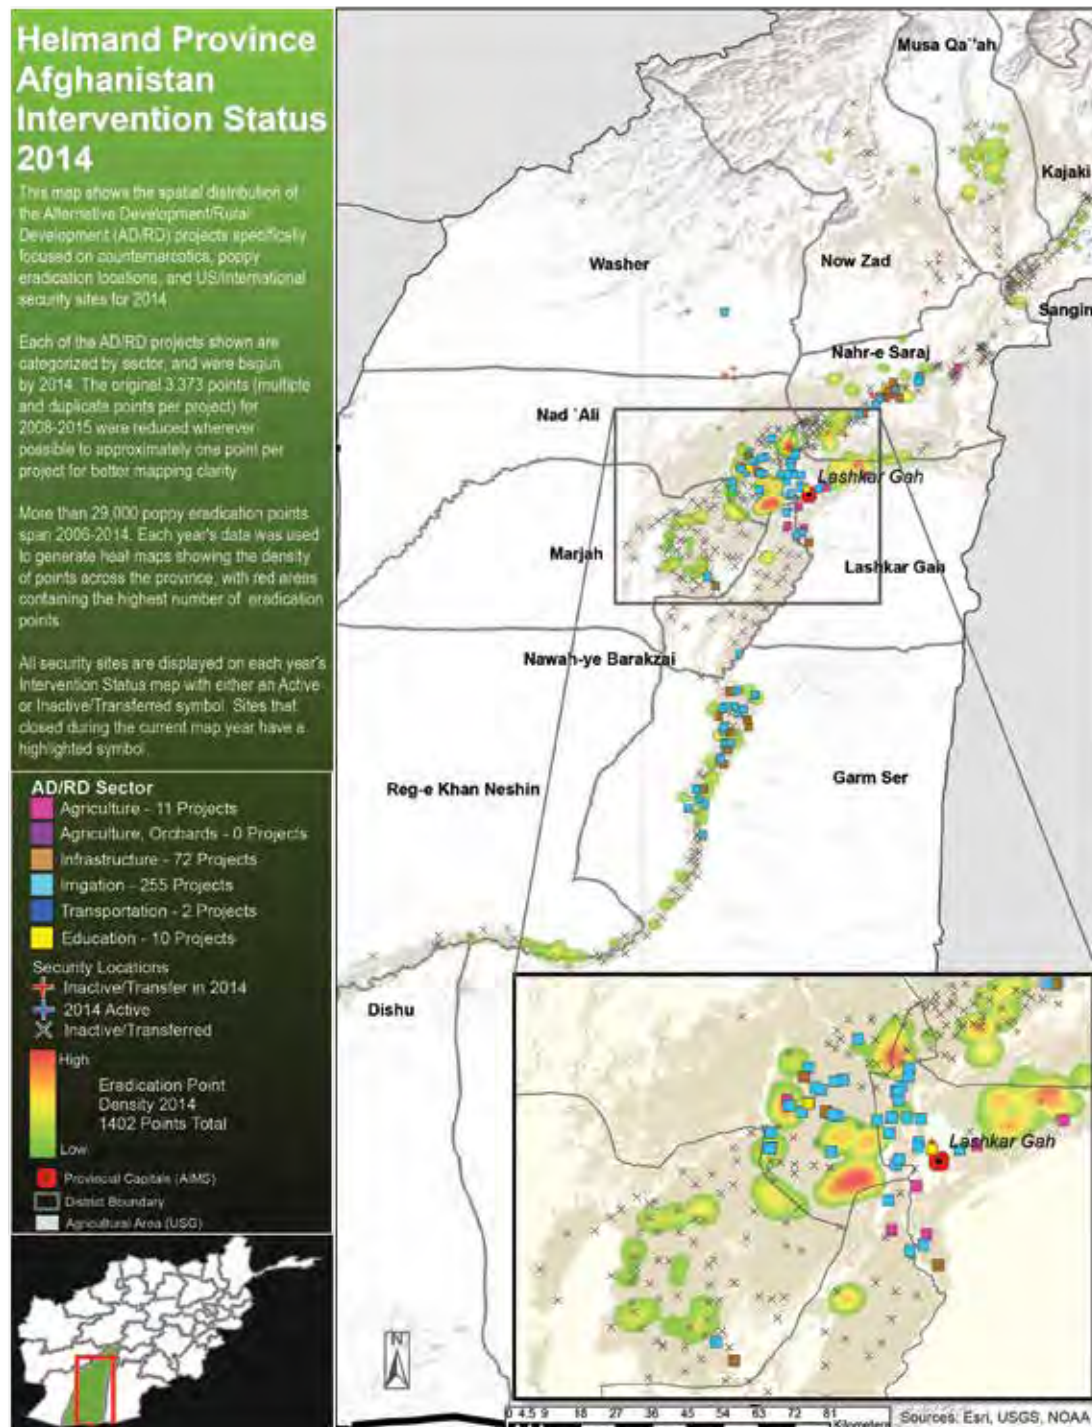 Helmand Province
Afghanistan
Intervention Status
2014
This map shows the spatial distribution of
the Alternative Development/Rural
Development (AD/RD) projects specifically
focused on counternarcotics, poppy
eradication locations, and US/International
security sites for 2014
Each of the AD/RD projects shown are
categorized by sector, and were begun
by 2014. The original 3,373 points (multiple
and duplicate points per project) for
2008-2015 were reduced wherever
possible to approximately one point per
project for better mapping clarity
More than 29,000 poppy eradication points
span 2006-2014. Each year's data was used
to generate heat maps showing the density
of points across the province, with red areas
containing the highest number of eradication
points
All security sites are displayed on each year's
Intervention Status map with either an Active
or Inactive/Transferred symbol. Sites that
closed during the current map year have a
highlighted symbol.
AD/RD Sector
Agriculture - 11 Projects
Agriculture, Orchards - 0 Projects
Infrastructure - 72 Projects
Irrigation - 255 Projects
Transportation - 2 Projects
Education - 10 Projects
Security Locations
Inactive/Transfer in 2014
2014 Active
Inactive/Transferred
High
Eradication Point
Density 2014
1402 Points Total
Low
Provincial Capitals (AIMS)
District Boundary
Agricultural Area (USG)
Musa Qa`'ah
Kajaki
Washer
Now Zad
Sangin
Nahr-e Saraj
Nad `Ali
Lashkar Gah
Marjah
Lashkar Gah
Nawah-ye Barakzai
Reg-e Khan Neshin
Garm Ser
Dishu
Lashkar Gah
N
0 4.5 9 18 27 36 45 54 63 72 81
Kilometers
Sources: Esri, USGS, NOAA